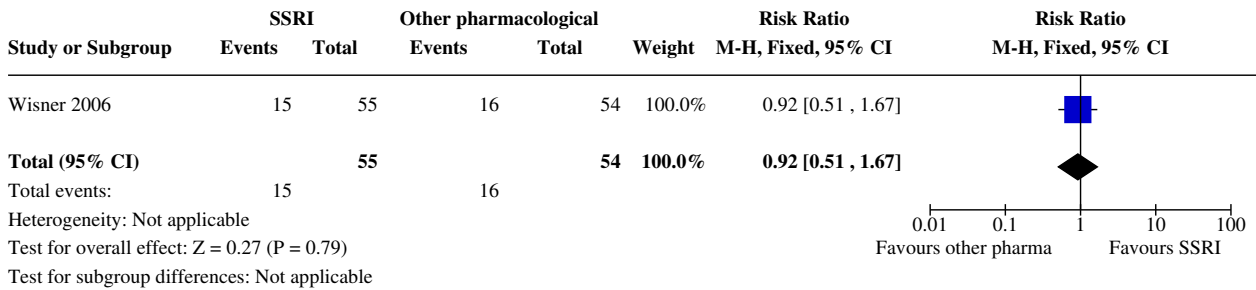 SSRI Other pharmacological Risk Ratio Risk Ratio
Study or Subgroup Events Total Events Total Weight M-H, Fixed, 95% CI M-H, Fixed, 95% CI
Wisner 2006 15 55 16 54 100.0% 0.92 [0.51 , 1.67]
Total (95% CI) 55 54 100.0% 0.92 [0.51 , 1.67]
Total events: 15 16
Heterogeneity: Not applicable
0.01 0.1 1 10 100
Test for overall effect: Z = 0.27 (P = 0.79)
Favours other pharma Favours SSRI
Test for subgroup differences: Not applicable